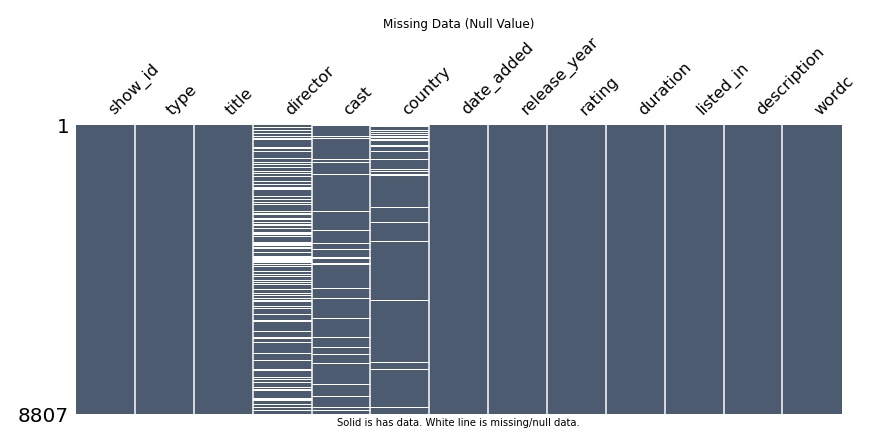 Missing Data (Null Value)
show_id type title director cast country date_added release_year rating duration listed_in description wordc
1
8807
Solid is has data. White line is missing/null data.